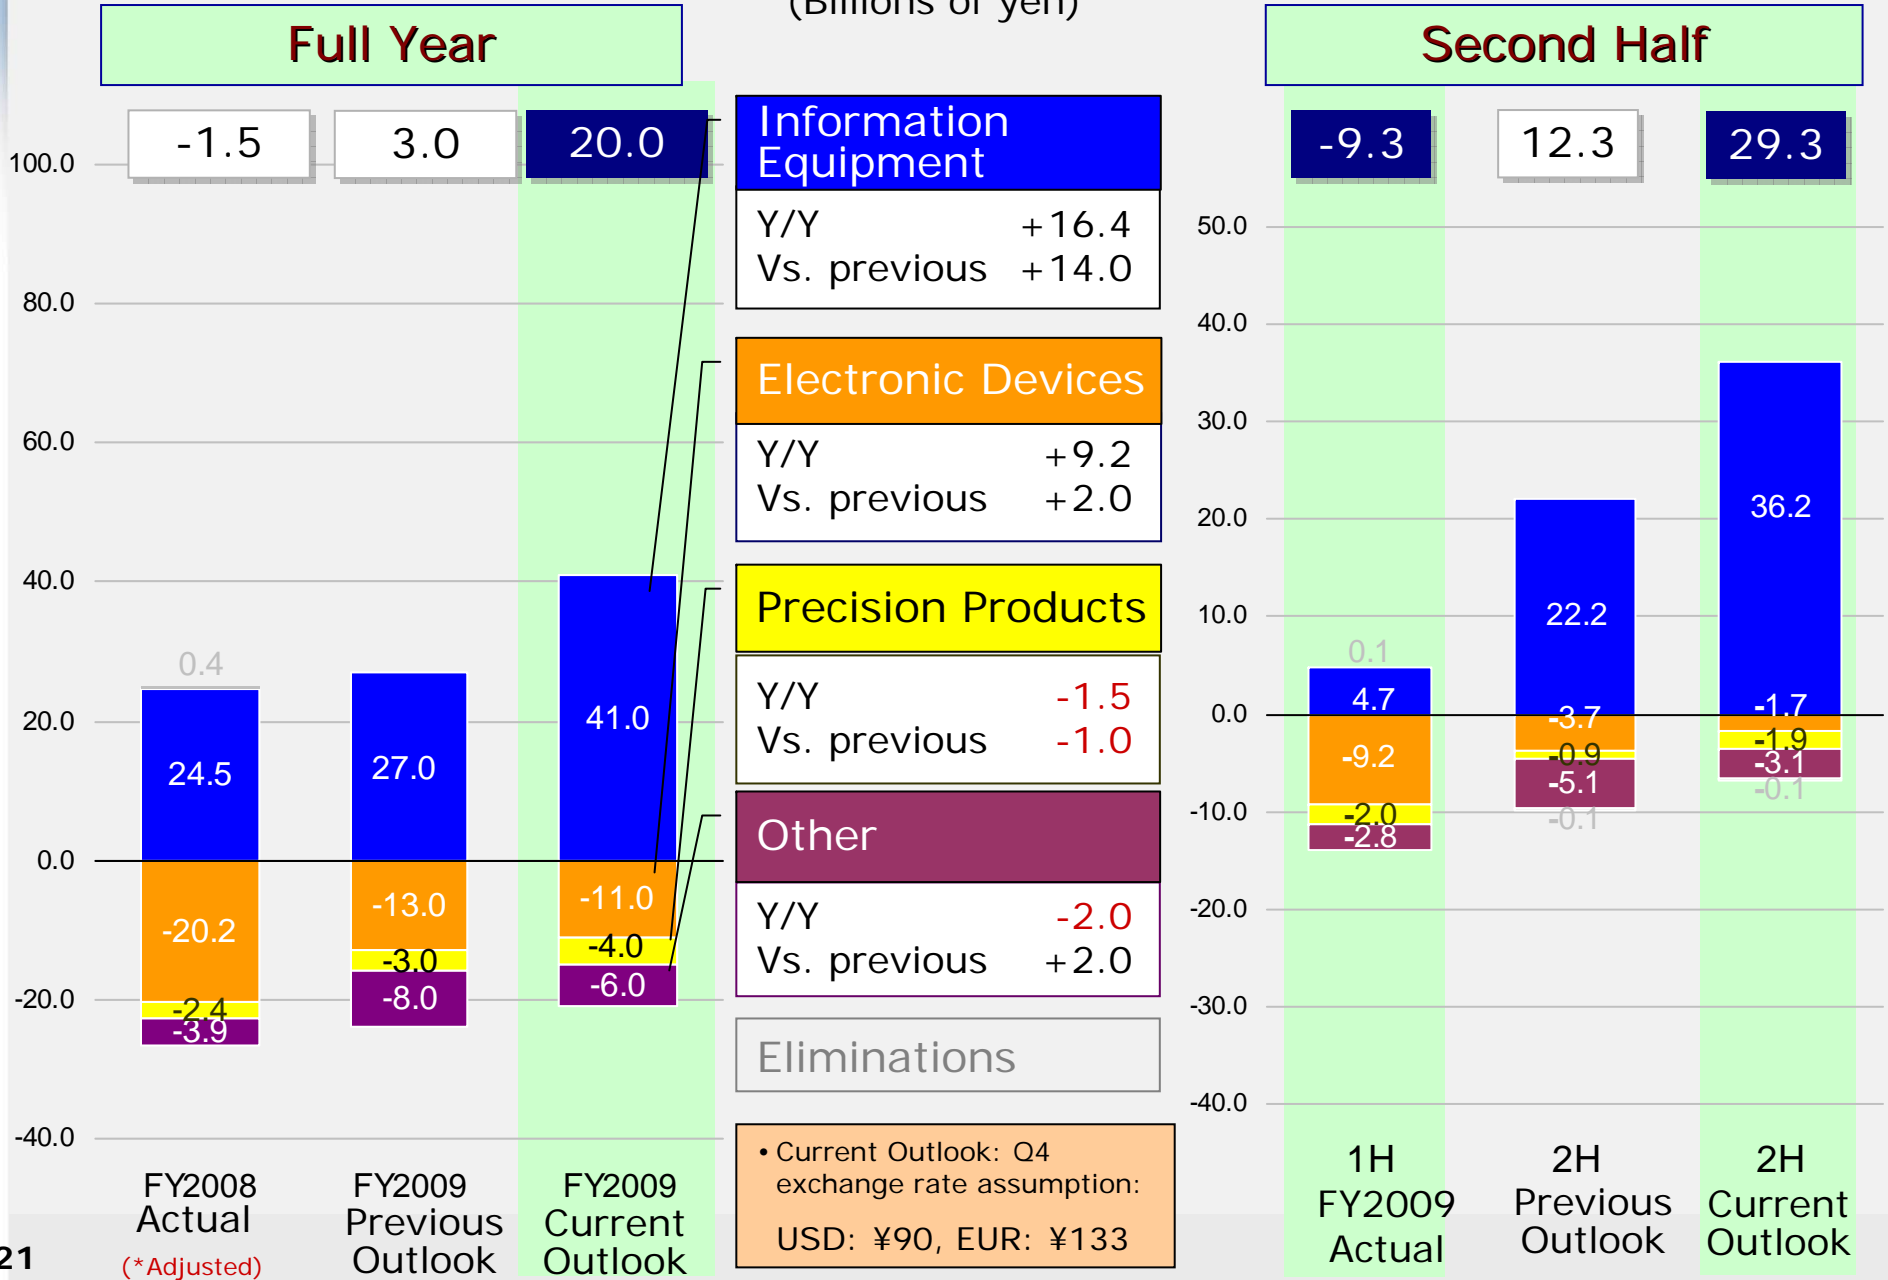 (Billions of yen)
Full Year
-1.5
3.0
20.0
100.0
80.0
60.0
40.0
20.0
0.0
-20.0
-40.0
0.4
24.5
-20.2
-2.4
-3.9
27.0
-13.0
-3.0
-8.0
41.0
-11.0
-4.0
-6.0
FY2008
Actual
(*Adjusted)
FY2009
Previous
Outlook
FY2009
Current
Outlook
Information
Equipment
Y/Y +16.4
Vs. previous +14.0
Electronic Devices
Y/Y +9.2
Vs. previous +2.0
Precision Products
Y/Y -1.5
Vs. previous -1.0
Other
Y/Y -2.0
Vs. previous +2.0
Eliminations
• Current Outlook: Q4
exchange rate assumption:
USD: ¥90, EUR: ¥133
Second Half
-9.3
12.3
29.3
50.0
40.0
30.0
20.0
10.0
0.0
-10.0
-20.0
-30.0
-40.0
0.1
4.7
-9.2
-2.0
-2.8
22.2
-3.7
-0.9
-5.1
-0.1
36.2
-1.7
-1.9
-3.1
-0.1
1H
FY2009
Actual
2H
Previous
Outlook
2H
Current
Outlook
21